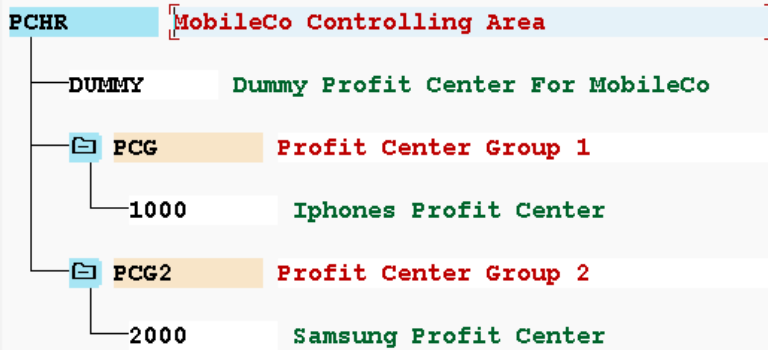 PCHR MobileCo Controlling Area
DUMMY Dummy Profit Center For MobileCo
PCG Profit Center Group 1
1000 Iphones Profit Center
PCG2 Profit Center Group 2
2000 Samsung Profit Center